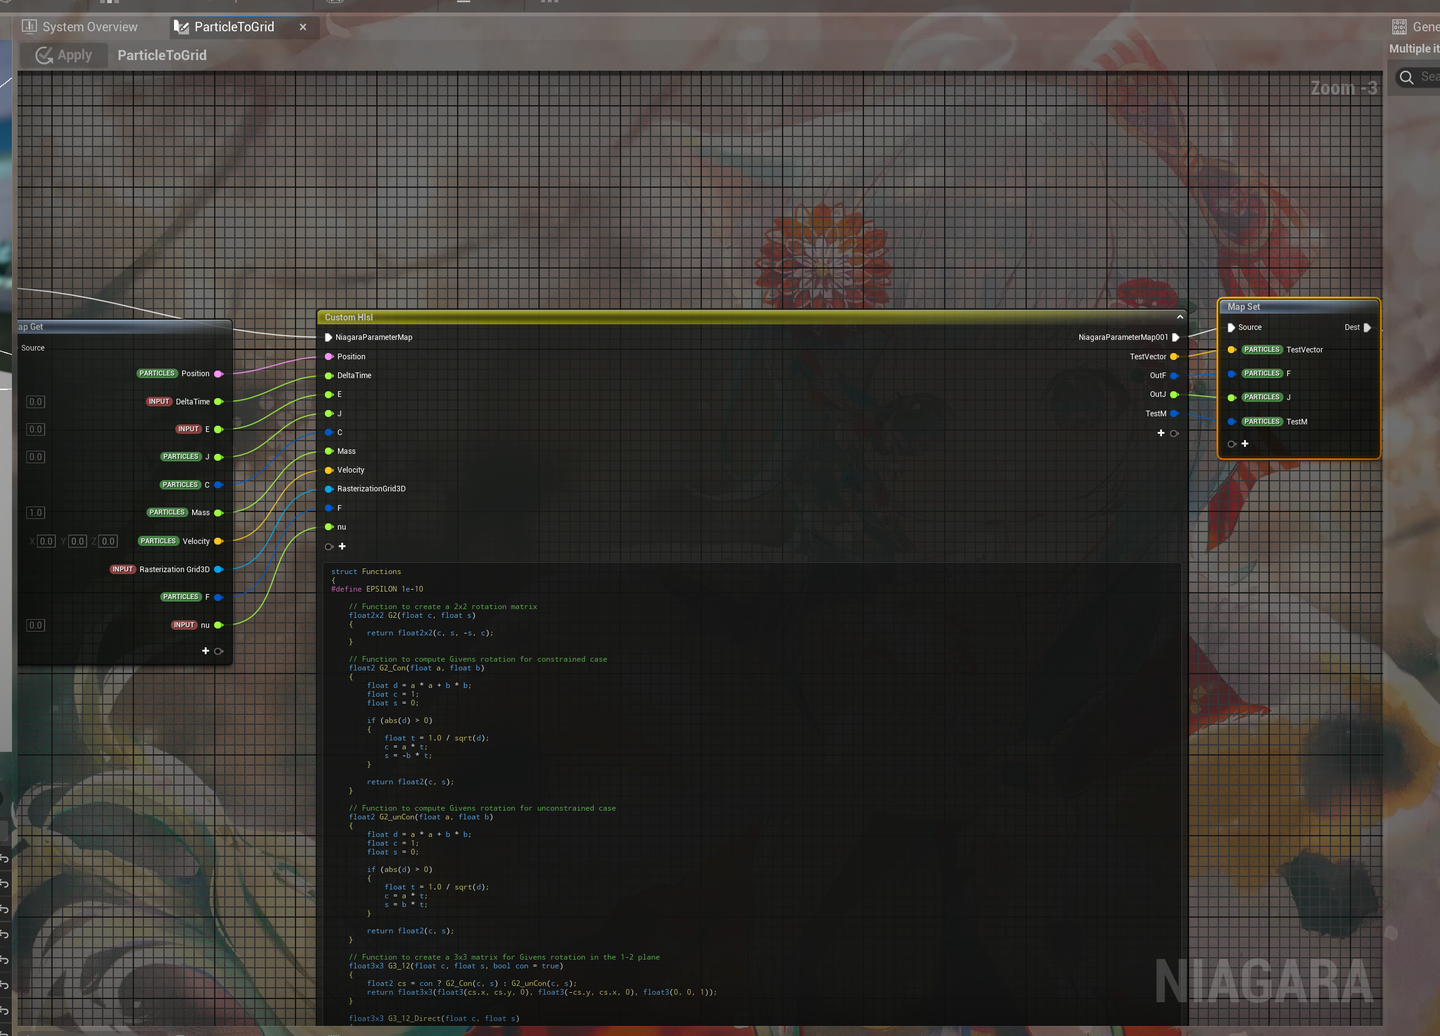 System Overview
ParticleToGrid
Apply
ParticleToGrid
Multiple it
Zoom -3
Map Set
Source Dest
PARTICLES TestVector
PARTICLES F
PARTICLES J
PARTICLES TestM
Custom Hlsl
NiagaraParameterMap
NiagaraParameterMap001
Position
TestVector
DeltaTime
OutF
E
OutJ
J
TestM
C
Mass
Velocity
RasterizationGrid3D
F
nu
ap Get
Source
PARTICLES Position
0.0 INPUT DeltaTime
0.0 INPUT E
0.0 PARTICLES J
PARTICLES C
1.0 PARTICLES Mass
X 0.0 Y 0.0 Z 0.0 PARTICLES Velocity
INPUT Rasterization Grid3D
PARTICLES F
0.0 INPUT nu
struct Functions
{
#define EPSILON 1e-10
// Function to create a 2x2 rotation matrix
float2x2 G2(float c, float s)
{
return float2x2(c, s, -s, c);
}
// Function to compute Givens rotation for constrained case
float2 G2_Con(float a, float b)
{
float d = a * a + b * b;
float c = 1;
float s = 0;
if (abs(d) > 0)
{
float t = 1.0 / sqrt(d);
c = a * t;
s = -b * t;
}
return float2(c, s);
}
// Function to compute Givens rotation for unconstrained case
float2 G2_unCon(float a, float b)
{
float d = a * a + b * b;
float c = 1;
float s = 0;
if (abs(d) > 0)
{
float t = 1.0 / sqrt(d);
c = a * t;
s = b * t;
}
return float2(c, s);
}
// Function to create a 3x3 matrix for Givens rotation in the 1-2 plane
float3x3 G3_12(float c, float s, bool con = true)
{
float2 cs = con ? G2_Con(c, s) : G2_unCon(c, s);
return float3x3(float3(cs.x, cs.y, 0), float3(-cs.y, cs.x, 0), float3(0, 0, 1));
}
float3x3 G3_12_Direct(float c, float s)
NIAGARA